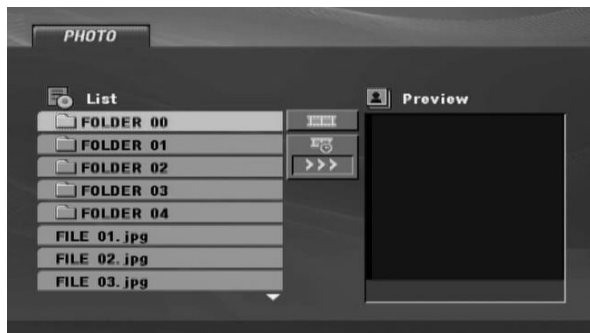 PHOTO
List
Preview
FOLDER 00
FOLDER 01
FOLDER 02
FOLDER 03
FOLDER 04
FILE 01.jpg
FILE 02.jpg
FILE 03.jpg
>>>